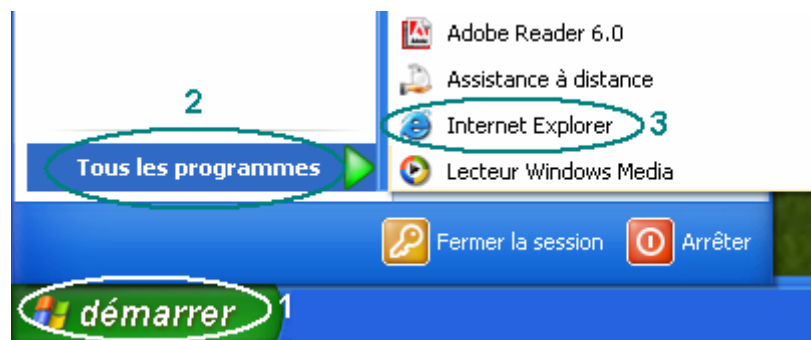 Adobe Reader 6.0
Assistance à distance
2
Internet Explorer 3
Tous les programmes
Lecteur Windows Media
Fermer la session Arrêter
démarrer 1